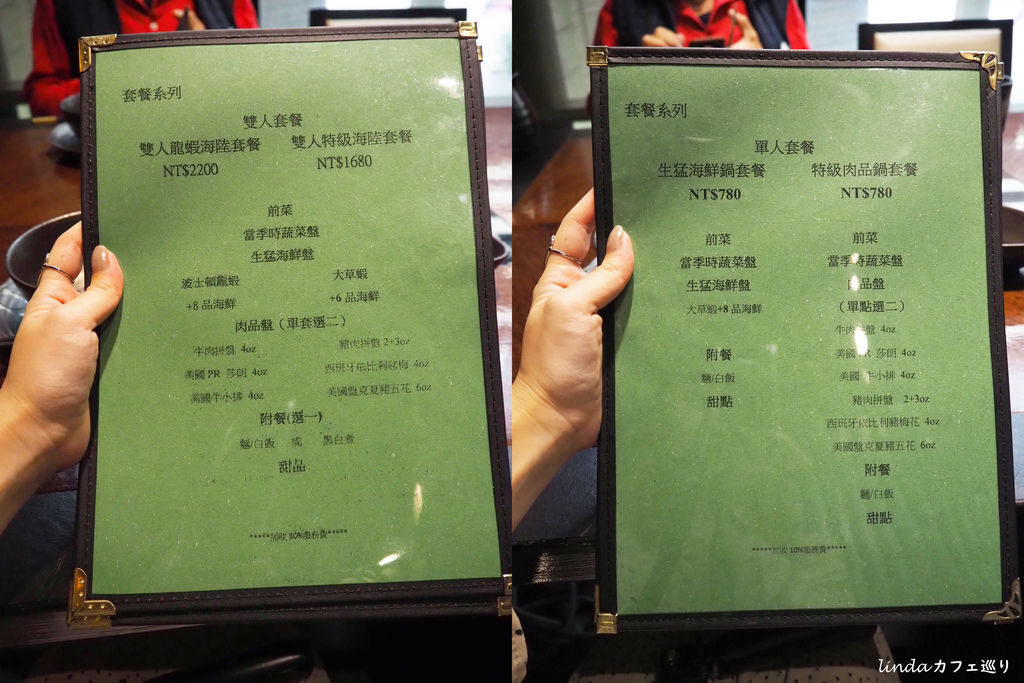 套餐系列
雙人套餐
雙人龍蝦海陸套餐 雙人特級海陸套餐
NT$2200 NT$1680
前菜
當季時蔬菜盤
生猛海鮮盤
波士頓龍蝦 大草蝦
+8 品海鮮 +6 品海鮮
肉品盤（單套選二）
牛肉拼盤 4oz 豬肉拼盤 2+3oz
美國 PR 莎朗 4oz 西班牙依比利豬梅 4oz
美國牛小排 4oz 美國盤克夏豬五花 6oz
附餐(選一)
麵/白飯 或 黑白煮
甜品
*****加收 10%服務費*****
套餐系列
單人套餐
生猛海鮮鍋套餐 特級肉品鍋套餐
NT$780 NT$780
前菜 前菜
當季時蔬菜盤 當季時蔬菜盤
生猛海鮮盤 肉品盤
大草蝦+8 品海鮮 （單點選二）
牛肉拼盤 4oz
附餐 美國 PR 莎朗 4oz
麵/白飯 美國 牛小排 4oz
甜點 豬肉拼盤 2+3oz
西班牙依比利豬梅花 4oz
美國盤克夏豬五花 6oz
附餐
麵/白飯
甜點
*****加收 10%服務費*****
lindaカフェ巡り